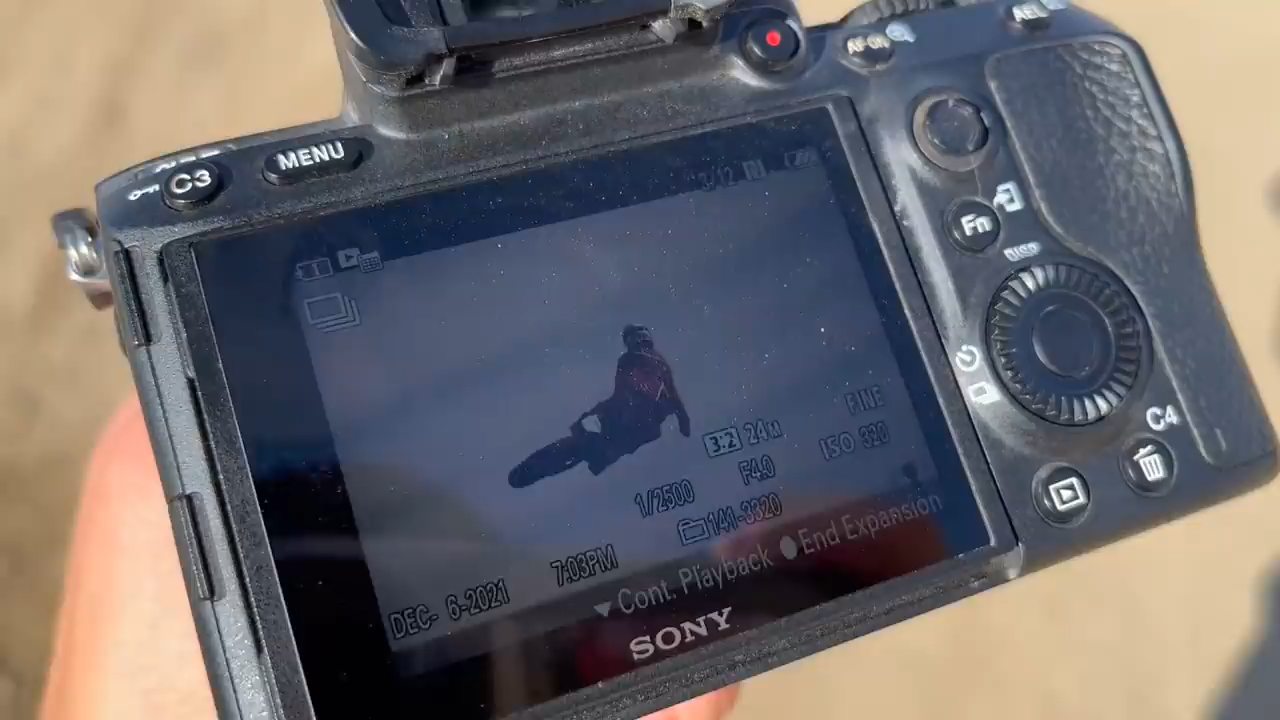 AEL
AF-ON
MENU
C3
3/12
Fn
DISP
FINE
3:2 24M
ISO 320
F4.0
1/2500
141-3320
C4
End Expansion
7:03PM
Cont. Playback
DEC- 6-2021
SONY